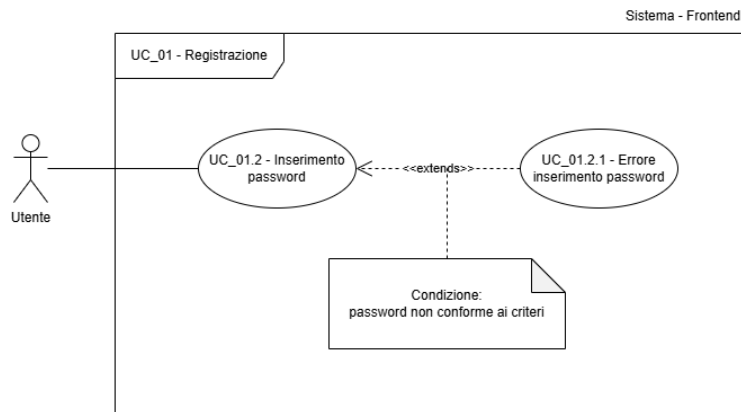 Sistema - Frontend
UC_01 - Registrazione
UC_01.2 - Inserimento
password
<<extends>>
UC_01.2.1 - Errore
inserimento password
Utente
Condizione:
password non conforme ai criteri